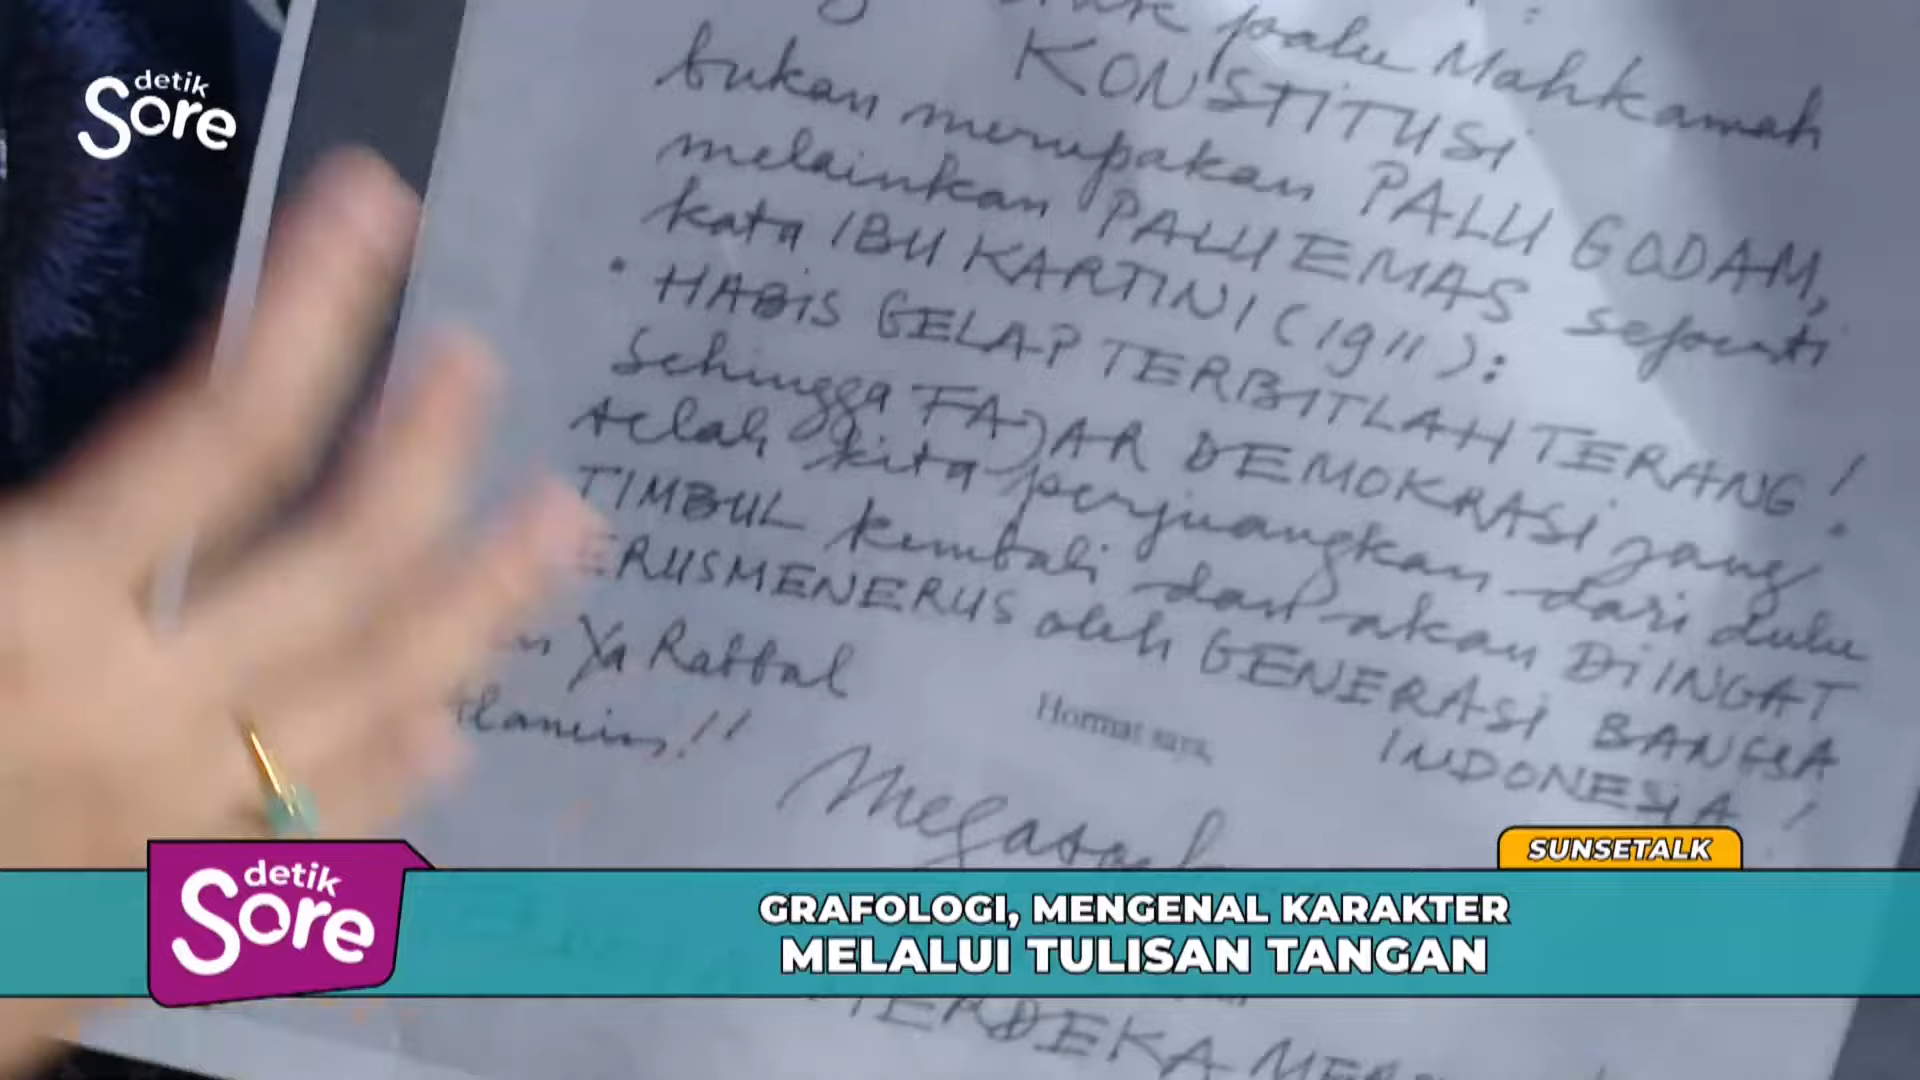 detik
Sore
palu Mahkamah
KONSTITUSI
bukan merupakan PALU GODAM,
melainkan PALU EMAS seperti
kata IBU KARTINI (1911):
"HABIS GELAP TERBITLAH TERANG!
Sehingga FAJAR DEMOKRASI yang
telah kita perjuangkan dari dulu
TIMBUL kembali dan akan DIINGAT
ERUSMENERUS oleh GENERASI BANGSA
INDONESIA!
Ya Rabbal
Hormat saya,
SUNSETALK
detik
Sore
GRAFOLOGI, MENGENAL KARAKTER
MELALUI TULISAN TANGAN
ERDEKA